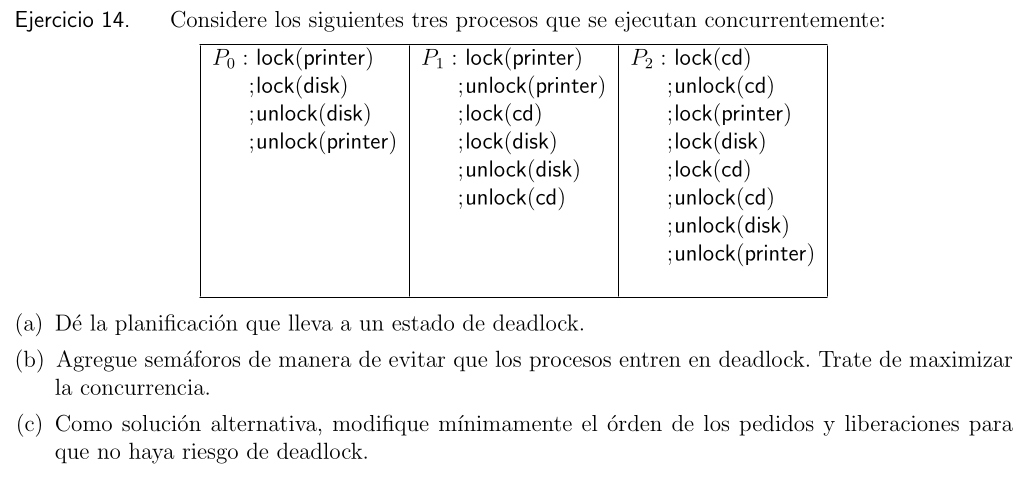 Ejercicio 14. Considere los siguientes tres procesos que se ejecutan concurrentemente:
P0 : lock(printer) P1 : lock(printer) P2 : lock(cd)
;lock(disk) ;unlock(printer) ;unlock(cd)
;unlock(disk) ;lock(cd) ;lock(printer)
;unlock(printer) ;lock(disk) ;lock(disk)
;unlock(disk) ;lock(cd)
;unlock(cd) ;unlock(cd)
;unlock(disk)
;unlock(printer)
(a) Dé la planificación que lleva a un estado de deadlock.
(b) Agregue semáforos de manera de evitar que los procesos entren en deadlock. Trate de maximizar
la concurrencia.
(c) Como solución alternativa, modifique mínimamente el órden de los pedidos y liberaciones para
que no haya riesgo de deadlock.